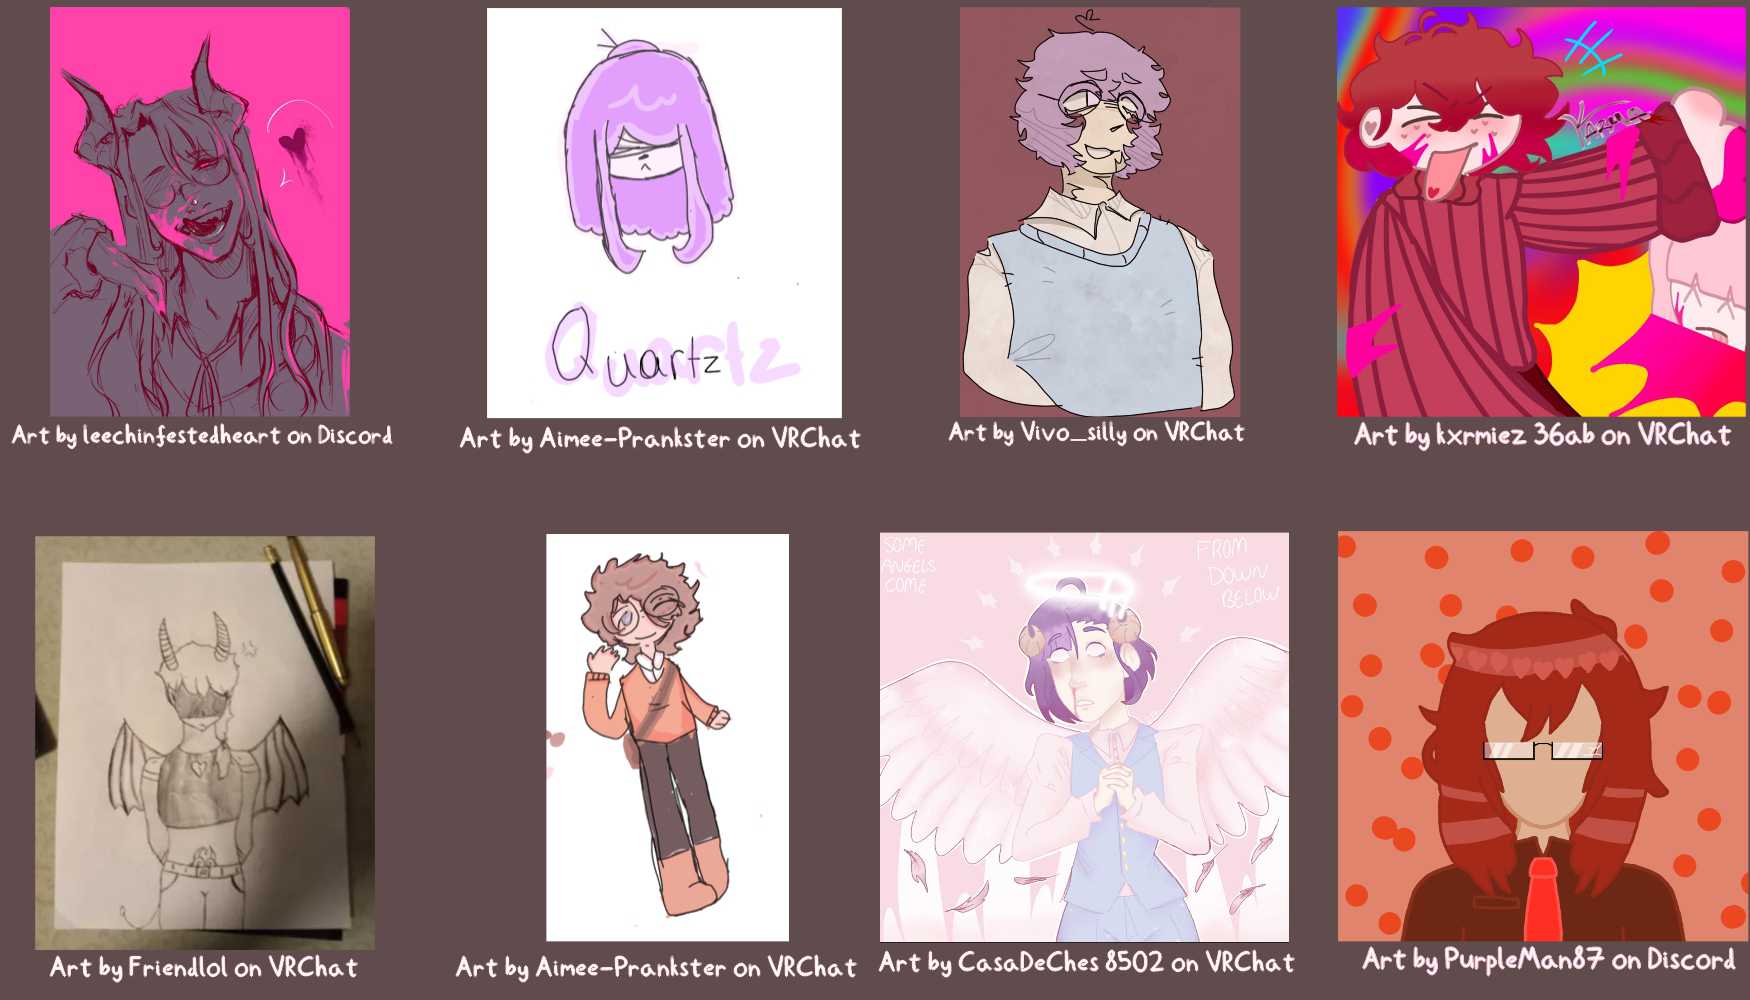 Quartz
Art by leechinfestedheart on Discord
Art by Aimee-Prankster on VRChat
Art by Vivo_silly on VRChat
Art by kxrmiez 36ab on VRChat
SOME
ANGELS
COME
FROM
DOWN
BELOW
Art by Friendlol on VRChat
Art by Aimee-Prankster on VRChat
Art by CasaDeChes 8502 on VRChat
Art by PurpleMan87 on Discord